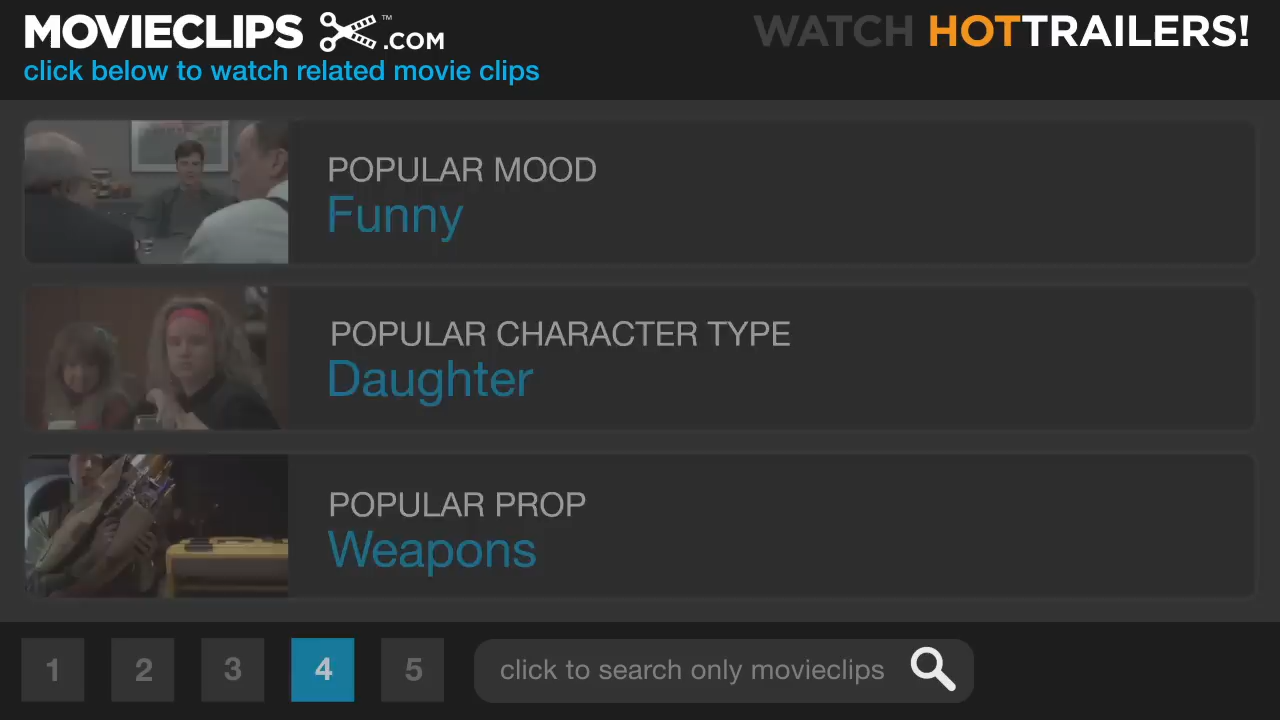 MOVIECLIPS ™ .COM
WATCH HOTTRAILERS!
click below to watch related movie clips
POPULAR MOOD
Funny
POPULAR CHARACTER TYPE
Daughter
POPULAR PROP
Weapons
1 2 3 4 5 click to search only movieclips